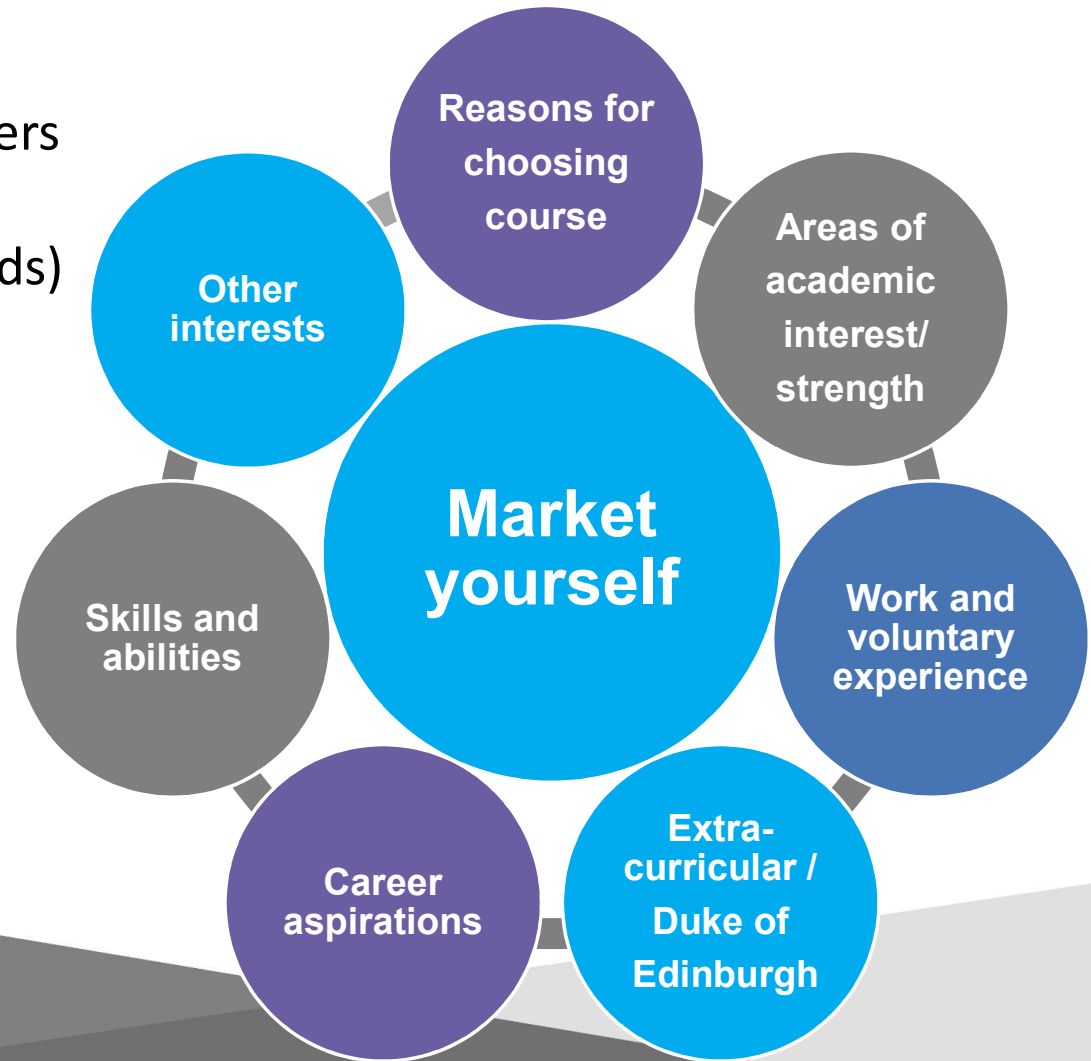 ers
ds)
Reasons for
choosing
course
Areas of
academic
interest/
strength
Work and
voluntary
experience
Extra-
curricular /
Duke of
Edinburgh
Career
aspirations
Skills and
abilities
Other
interests
Market
yourself